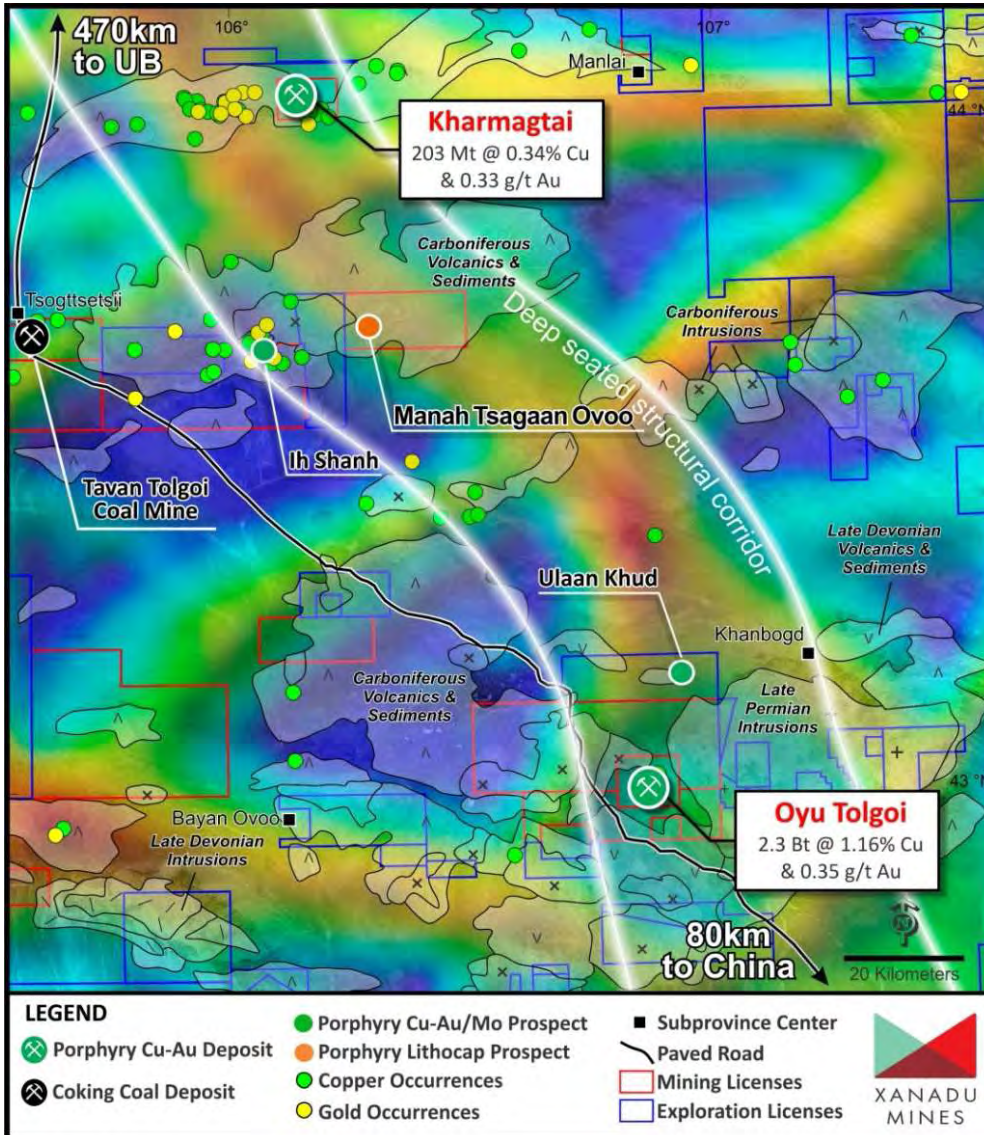 106°
107°
470km
to UB
Manlai
44 °N
Kharmagtai
203 Mt @ 0.34% Cu
& 0.33 g/t Au
Carboniferous
Volcanics &
Sediments
Tsogttsetsii
Deep seated structural corridor
Carboniferous
Intrusions
Manah Tsagaan Ovoo
Ih Shanh
Tavan Tolgoi
Coal Mine
Late Devonian
Volcanics &
Sediments
Ulaan Khud
Khanbogd
Carboniferous
Volcanics &
Sediments
Late
Permian
Intrusions
43 °N
Bayan Ovoo
Late Devonian
Intrusions
Oyu Tolgoi
2.3 Bt @ 1.16% Cu
& 0.35 g/t Au
80km
to China
20 Kilometers
LEGEND
Porphyry Cu-Au Deposit
Coking Coal Deposit
Porphyry Cu-Au/Mo Prospect
Porphyry Lithocap Prospect
Copper Occurrences
Gold Occurrences
Subprovince Center
Paved Road
Mining Licenses
Exploration Licenses
XANADU
MINES